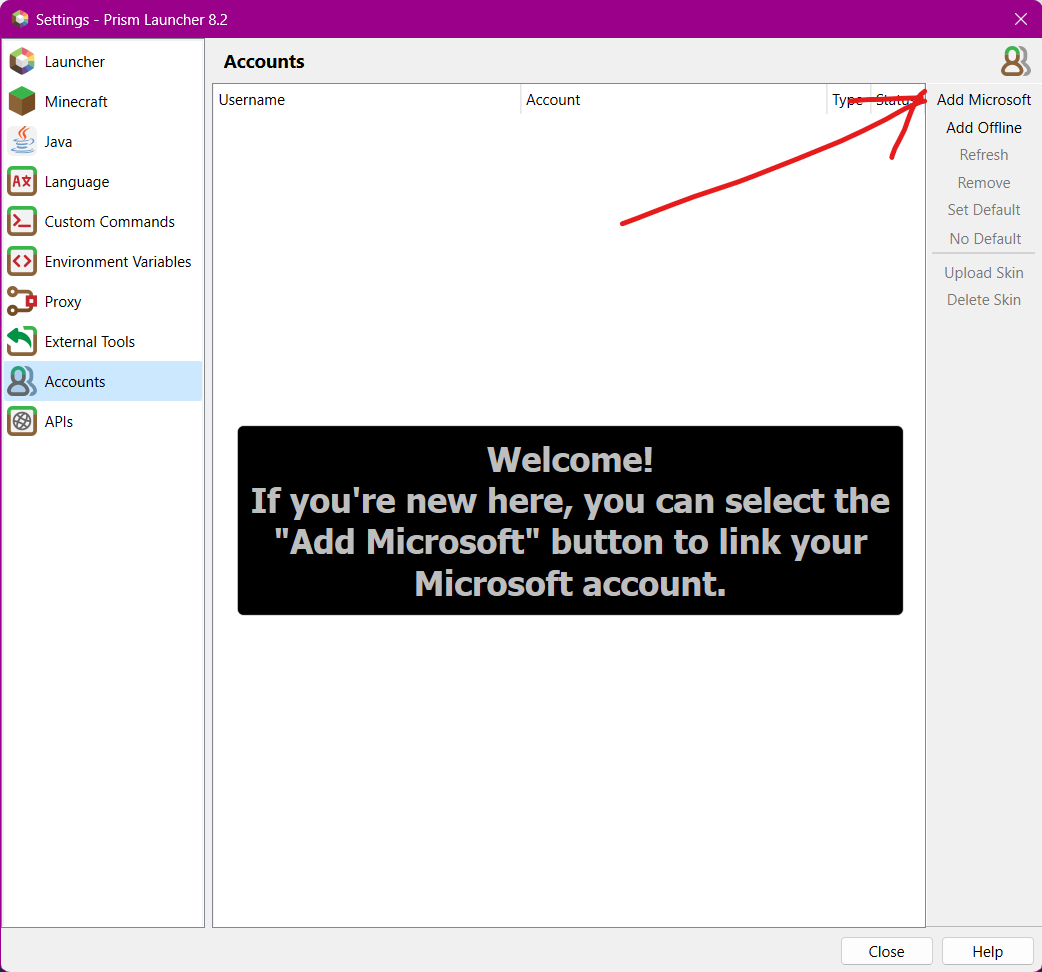 Settings - Prism Launcher 8.2
Launcher
Minecraft
Java
Language
Custom Commands
Environment Variables
Proxy
External Tools
Accounts
APIs
Accounts
Username Account Type Status
Welcome!
If you're new here, you can select the
"Add Microsoft" button to link your
Microsoft account.
Add Microsoft
Add Offline
Refresh
Remove
Set Default
No Default
Upload Skin
Delete Skin
Close Help